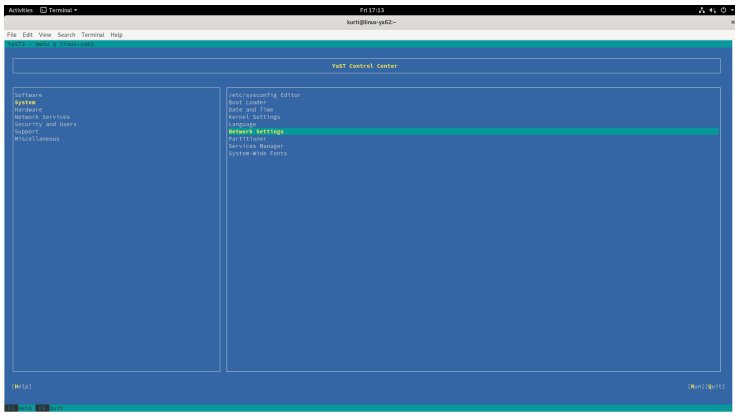 Activities Terminal Fri 17:13
kurti@linux-ya62:~ ×
File Edit View Search Terminal Help
YaST2 - menu @ linux-ya62
YaST Control Center
Software
System
Hardware
Network Services
Security and Users
Support
Miscellaneous
/etc/sysconfig Editor
Boot Loader
Date and Time
Kernel Settings
Language
Network Settings
Partitioner
Services Manager
System-Wide Fonts
[Help] [Run][Quit]
F1 Help F9 Quit